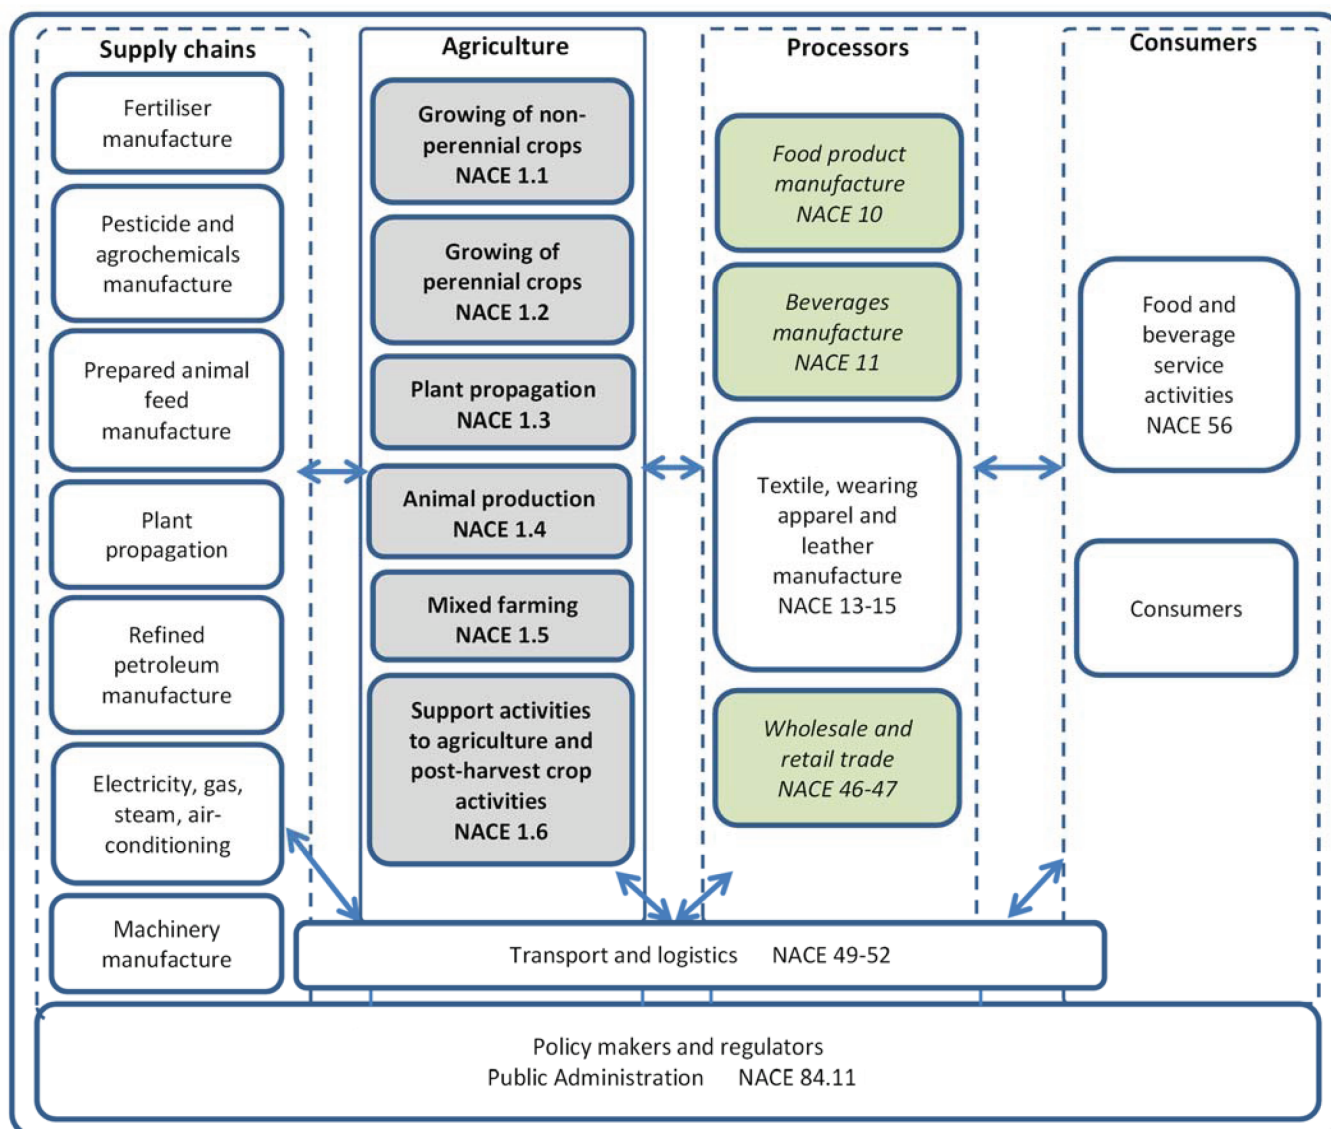 Supply chains
Fertiliser
manufacture
Pesticide and
agrochemicals
manufacture
Prepared animal
feed
manufacture
Plant
propagation
Refined
petroleum
manufacture
Electricity, gas,
steam, air-
conditioning
Machinery
manufacture
Agriculture
Growing of non-
perennial crops
NACE 1.1
Growing of
perennial crops
NACE 1.2
Plant propagation
NACE 1.3
Animal production
NACE 1.4
Mixed farming
NACE 1.5
Support activities
to agriculture and
post-harvest crop
activities
NACE 1.6
Processors
Food product
manufacture
NACE 10
Beverages
manufacture
NACE 11
Textile, wearing
apparel and
leather
manufacture
NACE 13-15
Wholesale and
retail trade
NACE 46-47
Consumers
Food and
beverage
service
activities
NACE 56
Consumers
Transport and logistics NACE 49-52
Policy makers and regulators
Public Administration NACE 84.11